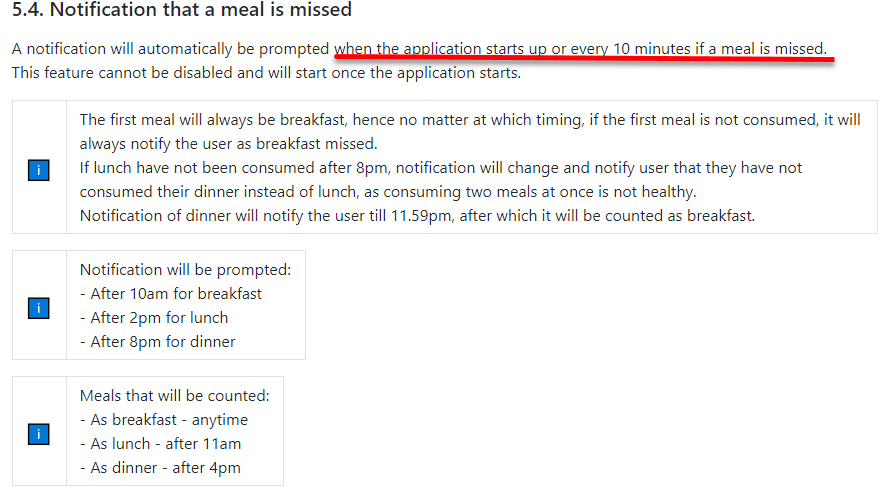 5.4. Notification that a meal is missed
A notification will automatically be prompted when the application starts up or every 10 minutes if a meal is missed.
This feature cannot be disabled and will start once the application starts.
i
The first meal will always be breakfast, hence no matter at which timing, if the first meal is not consumed, it will
always notify the user as breakfast missed.
If lunch have not been consumed after 8pm, notification will change and notify user that they have not
consumed their dinner instead of lunch, as consuming two meals at once is not healthy.
Notification of dinner will notify the user till 11.59pm, after which it will be counted as breakfast.
i
Notification will be prompted:
- After 10am for breakfast
- After 2pm for lunch
- After 8pm for dinner
i
Meals that will be counted:
- As breakfast - anytime
- As lunch - after 11am
- As dinner - after 4pm